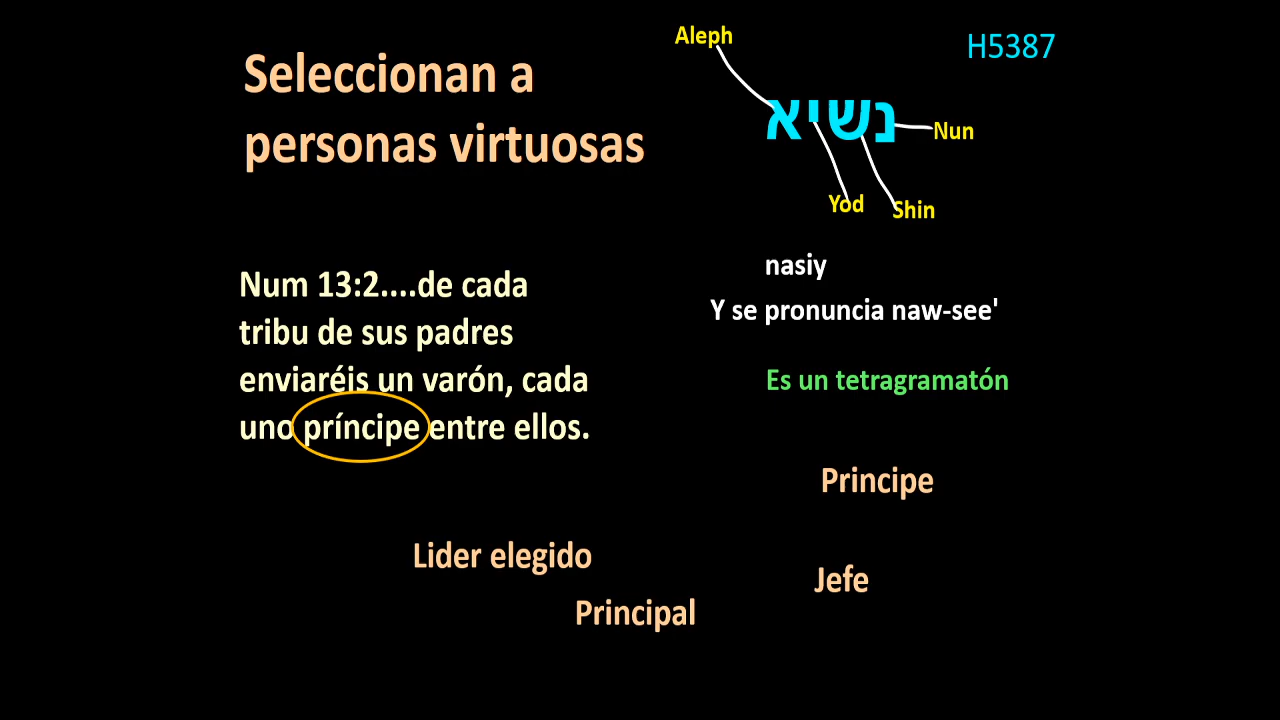 Seleccionan a
personas virtuosas
Aleph
H5387
נשיא
Nun
Yod
Shin
nasiy
Y se pronuncia naw-see'
Es un tetragramatón
Num 13:2....de cada
tribu de sus padres
enviaréis un varón, cada
uno príncipe entre ellos.
Principe
Lider elegido
Jefe
Principal